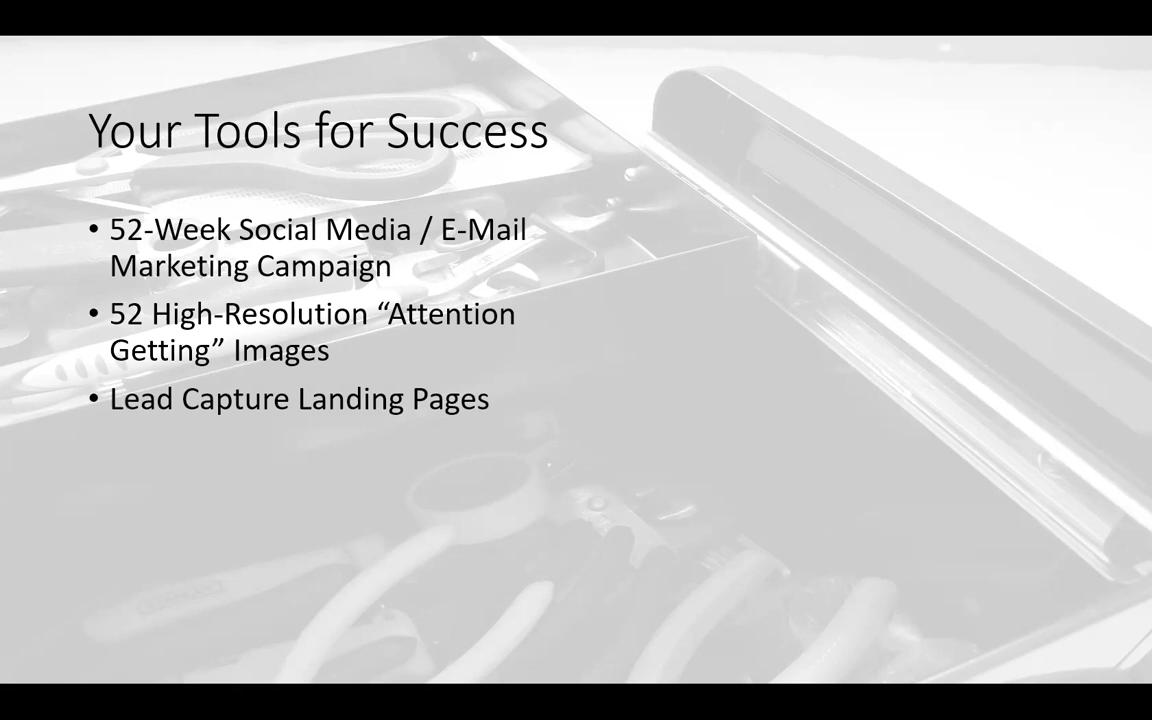 Your Tools for Success
• 52-Week Social Media / E-Mail
Marketing Campaign
• 52 High-Resolution “Attention
Getting” Images
• Lead Capture Landing Pages